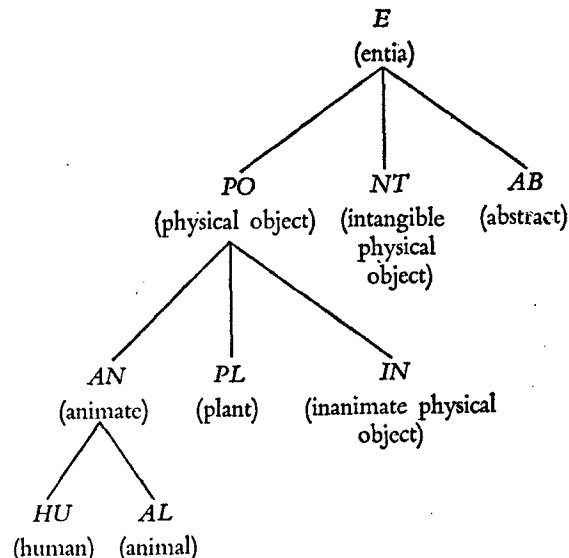 E
(entia)
PO NT AB
(physical object) (intangible physical object) (abstract)
AN PL IN
(animate) (plant) (inanimate physical object)
HU AL
(human) (animal)